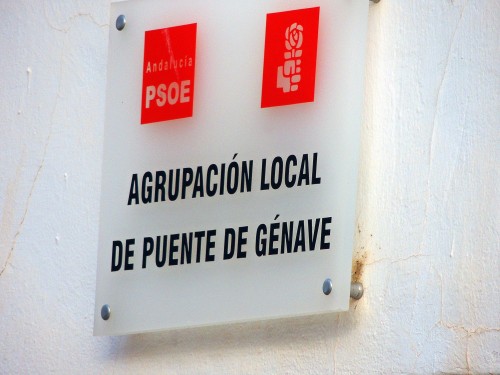 Andalucía
PSOE
AGRUPACIÓN LOCAL
DE PUENTE DE GÉNAVE